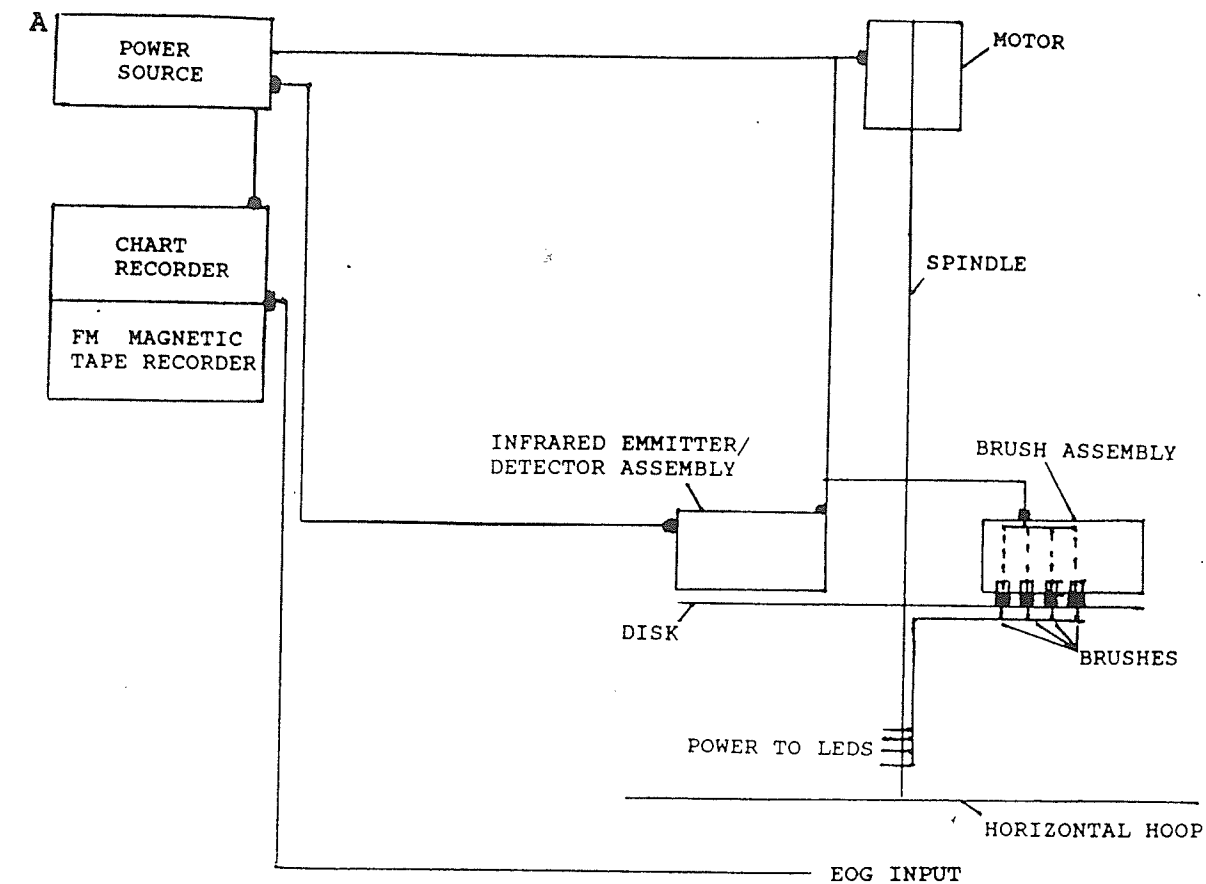 A
POWER
SOURCE
MOTOR
CHART
RECORDER
FM MAGNETIC
TAPE RECORDER
SPINDLE
INFRARED EMMITTER/
DETECTOR ASSEMBLY
BRUSH ASSEMBLY
DISK
BRUSHES
POWER TO LEDS
HORIZONTAL HOOP
EOG INPUT